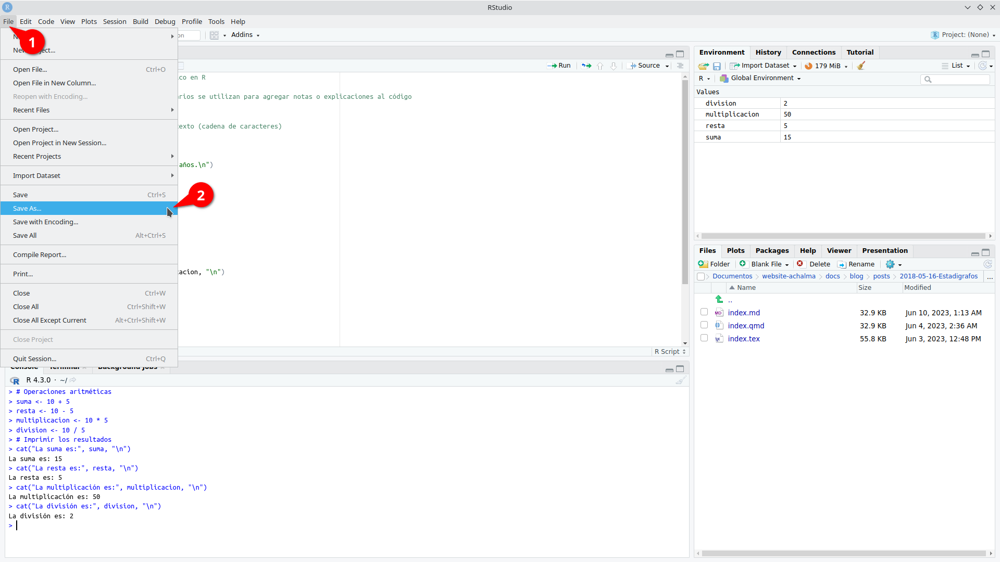 RStudio
File Edit Code View Plots Session Build Debug Profile Tools Help
1
Addins
Project: (None)
Open File... Ctrl+O
Open File in New Column...
Reopen with Encoding...
Recent Files
Open Project...
Open Project in New Session...
Recent Projects
Import Dataset
Save Ctrl+S
Save As...
2
Save with Encoding...
Save All Alt+Ctrl+S
Compile Report...
Print...
Close Ctrl+W
Close All Ctrl+Shift+W
Close All Except Current Alt+Ctrl+Shift+W
Close Project
Quit Session... Ctrl+Q
Run Source
co en R
rios se utilizan para agregar notas o explicaciones al código
exto (cadena de caracteres)
años.\n")
acion, "\n")
R Script
Environment History Connections Tutorial
Import Dataset 179 MiB List
R Global Environment
Values
division 2
multiplicacion 50
resta 5
suma 15
Files Plots Packages Help Viewer Presentation
Folder Blank File Delete Rename
Documentos website-achalma docs blog posts 2018-05-16-Estadigrafos ...
Name Size Modified
..
index.md 32.9 KB Jun 10, 2023, 1:13 AM
index.qmd 32.9 KB Jun 4, 2023, 2:36 AM
index.tex 55.8 KB Jun 3, 2023, 12:48 PM
Console Terminal Background Jobs
R 4.3.0 · ~/
> # Operaciones aritméticas
> suma <- 10 + 5
> resta <- 10 - 5
> multiplicacion <- 10 * 5
> division <- 10 / 5
> # Imprimir los resultados
> cat("La suma es:", suma, "\n")
La suma es: 15
> cat("La resta es:", resta, "\n")
La resta es: 5
> cat("La multiplicación es:", multiplicacion, "\n")
La multiplicación es: 50
> cat("La división es:", division, "\n")
La división es: 2
>